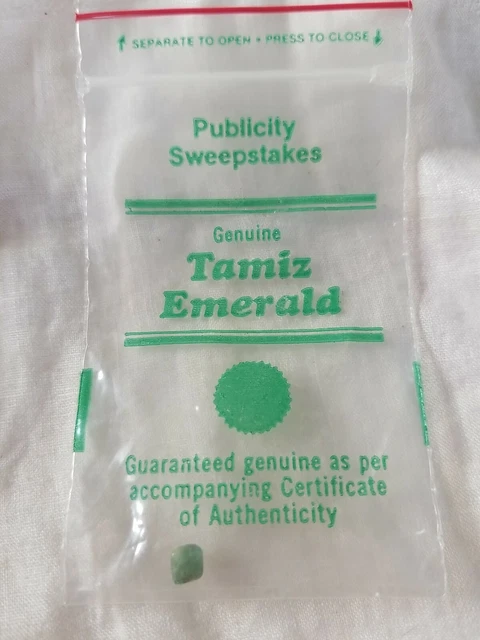 SEPARATE TO OPEN • PRESS TO CLOSE
Publicity
Sweepstakes
Genuine
Tamiz
Emerald
Guaranteed genuine as per
accompanying Certificate
of Authenticity